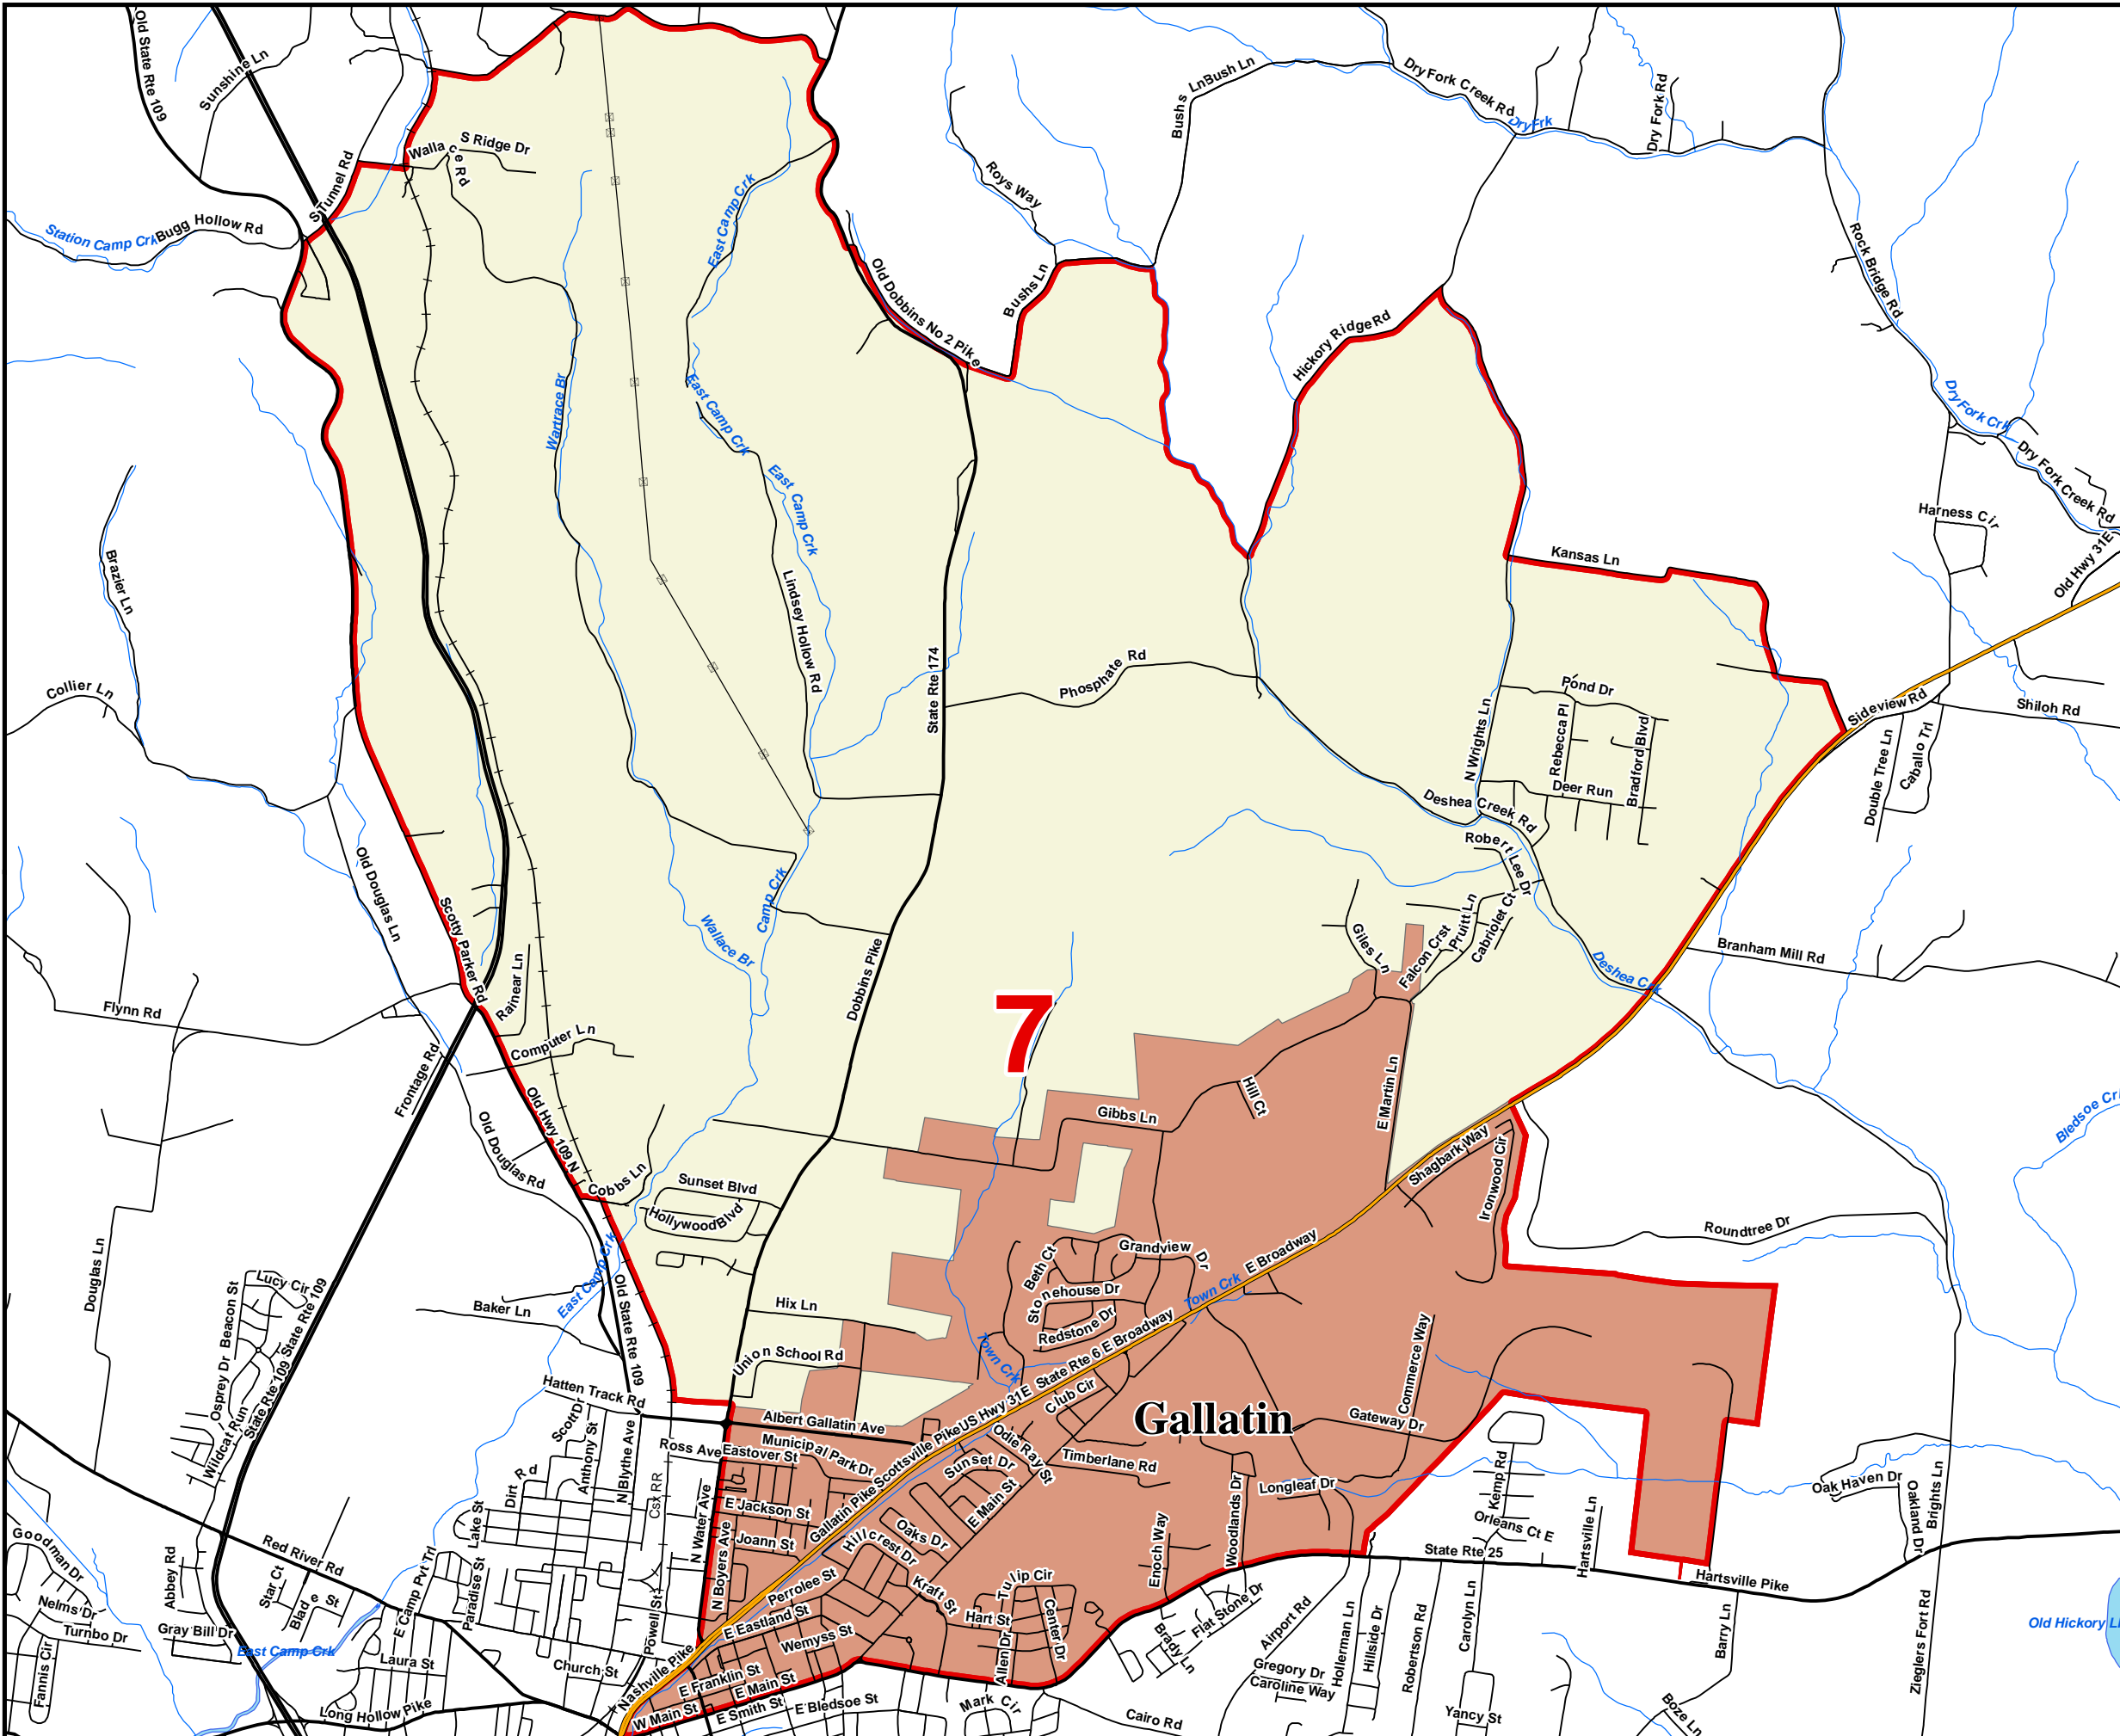 Old State Rte 109
Sunshine Ln
S Tunnel Rd
Walla
ce Rd
S Ridge Dr
Station Camp Crk
Bugg Hollow Rd
East Camp Crk
Roys Way
Bushs Ln
Bush Ln
Dry Fork Creek Rd
Dry Frk
Dry Fork Rd
Rock Bridge Rd
Old Dobbins No 2 Pike
Bushs Ln
Hickory Ridge Rd
Wartrace Br
East Camp Crk
East Camp Crk
Dry Fork Crk
Dry Fork Creek Rd
Harness Cir
Old Hwy 31E
Kansas Ln
Brazier Ln
Lindsey Hollow Rd
State Rte 174
Phosphate Rd
Collier Ln
Pond Dr
N Wrights Ln
Rebecca Pl
Bradford Blvd
Sideview Rd
Shiloh Rd
Double Tree Ln
Caballo Trl
Deer Run
Deshea Creek Rd
Robert Lee Dr
Old Douglas Ln
Scotty Parker Rd
Camp Crk
Wallace Br
Dobbins Pike
Giles Ln
Falcon Crst
Pruitt Ln
Cabriolet Ct
Deshea Crk
Branham Mill Rd
Rainear Ln
Flynn Rd
Computer Ln
7
Frontage Rd
Old Hwy 109 N
Hill Ct
E Martin Ln
Gibbs Ln
Old Douglas Rd
Cobbs Ln
Sunset Blvd
Hollywood Blvd
Shagbark Way
Ironwood Cir
Roundtree Dr
Douglas Ln
East Camp Crk
Old State Rte 109
Beth Ct
Grandview Dr
E Broadway
Stonehouse Dr
Redstone Dr
Town Crk
Town Crk
Lucy Cir
Beacon St
Osprey Dr
State Rte 109
State Rte 109
Wildcat Run
Baker Ln
Hix Ln
Union School Rd
Hatten Track Rd
Albert Gallatin Ave
Gallatin Pike
Scottsville Pike
US Hwy 31E
State Rte 6
E Broadway
Club Cir
Gallatin
Commerce Way
Gateway Dr
Scott Dr
Anthony St
N Blythe Ave
Ross Ave
Eastover St
Municipal Park Dr
Odie Ray St
Sunset Dr
Timberlane Rd
Longleaf Dr
Kemp Rd
Oak Haven Dr
Oakland Dr
Brights Ln
Dirt Rd
Csx RR
N Water Ave
E Jackson St
E Main St
Oaks Dr
Hillcrest Dr
Joann St
Lake St
Orleans Ct E
Hartsville Ln
State Rte 25
Hartsville Pike
Goodman Dr
Red River Rd
Abbey Rd
Star Ct
Blade St
E Camp Pvt Trl
Paradise St
N Boyers Ave
Perrolee St
Kraft St
Tulip Cir
Enoch Way
Woodlands Dr
Nelms Dr
Turnbo Dr
Gray Bill Dr
East Camp Crk
Powell St
E Eastland St
Wemyss St
Hart St
Allen Dr
Center Dr
Brady Ln
Flat Stone Dr
Airport Rd
Hollerman Ln
Hillside Dr
Robertson Rd
Carolyn Ln
Barry Ln
Zieglers Fort Rd
Fannis Cir
Laura St
Church St
Nashville Pike
E Franklin St
E Main St
Gregory Dr
Caroline Way
Long Hollow Pike
W Main St
E Smith St
E Bledsoe St
Mark Cir
Cairo Rd
Yancy St
Boze Ln